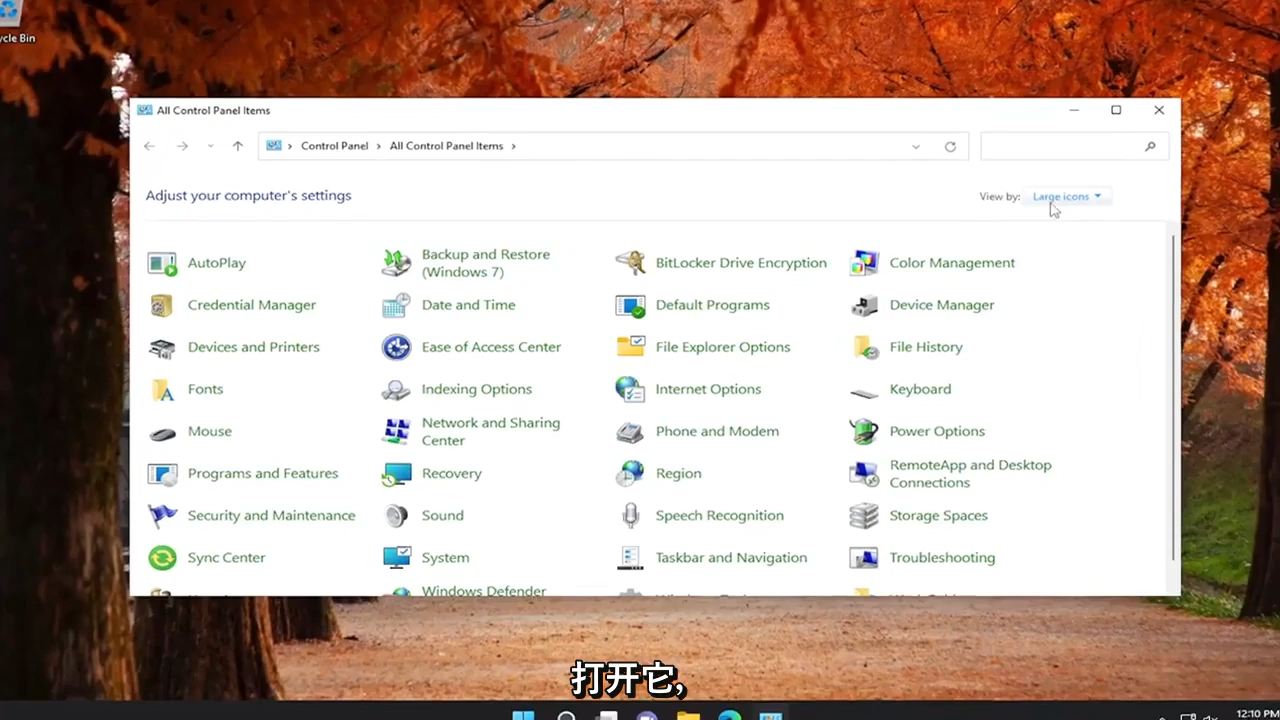 cycle Bin
All Control Panel Items
Control Panel
All Control Panel Items
Adjust your computer's settings
View by:
Large icons
AutoPlay
Backup and Restore
(Windows 7)
BitLocker Drive Encryption
Color Management
Credential Manager
Date and Time
Default Programs
Device Manager
Devices and Printers
Ease of Access Center
File Explorer Options
File History
Fonts
Indexing Options
Internet Options
Keyboard
Mouse
Network and Sharing
Center
Phone and Modem
Power Options
Programs and Features
Recovery
Region
RemoteApp and Desktop
Connections
Security and Maintenance
Sound
Speech Recognition
Storage Spaces
Sync Center
System
Taskbar and Navigation
Troubleshooting
Windows Defender
打开它,
12:10 PM